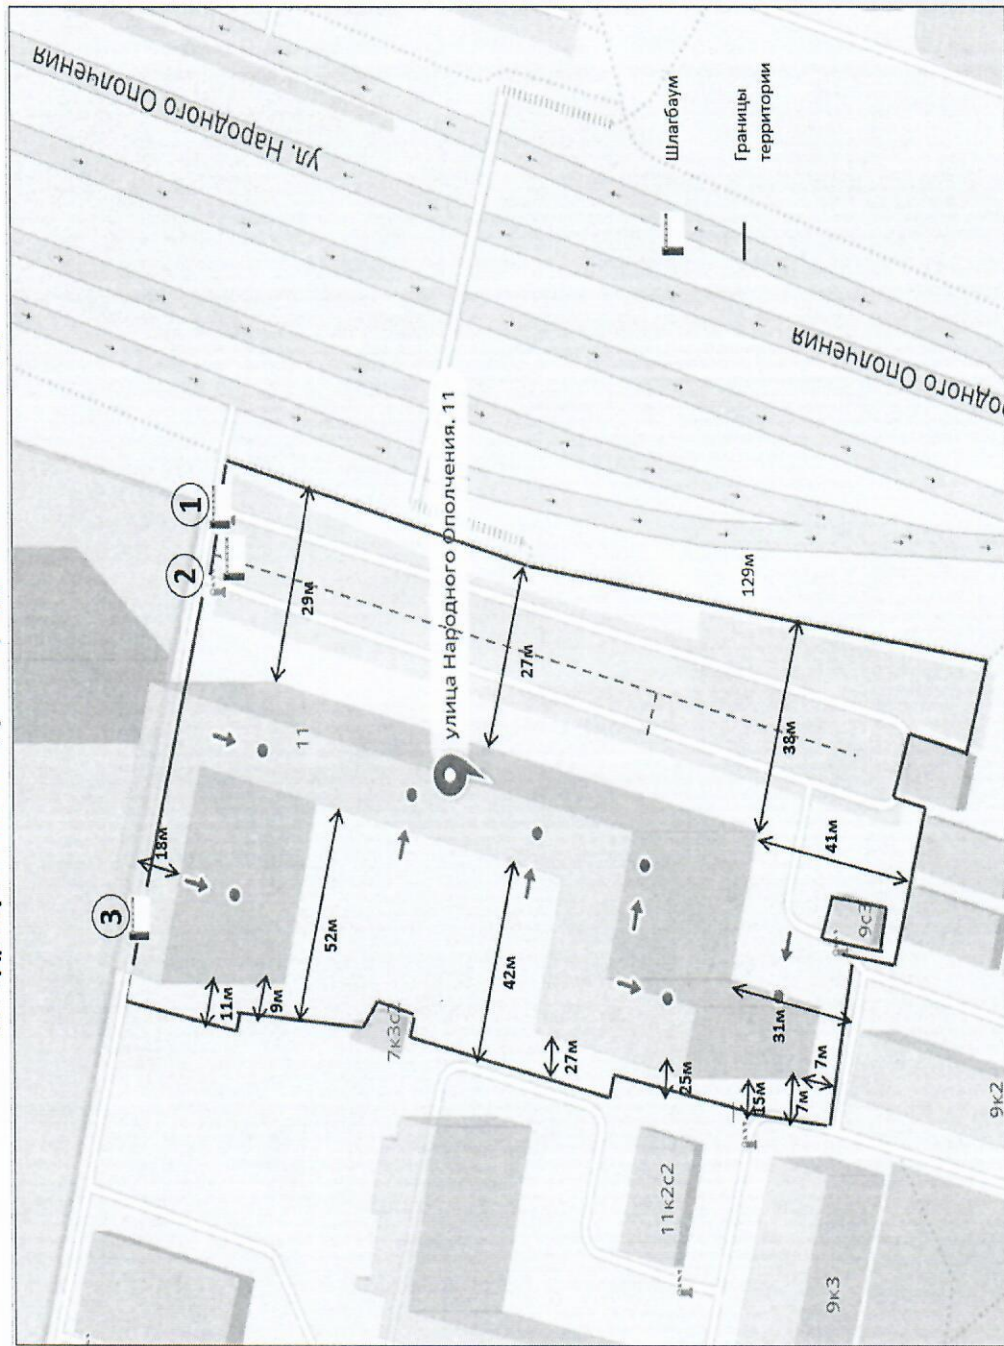 ул. Народного Ополчения
Шлагбаум
Границы
территории
одного Ополчения
1
2
3
29м
улица Народного Ополчения, 11
27м
129м
11
18м
38м
52м
41м
11м
9м
42м
9с3
7к3с
27м
31м
25м
7м
15м
7м
11к2с2
9к2
9к3